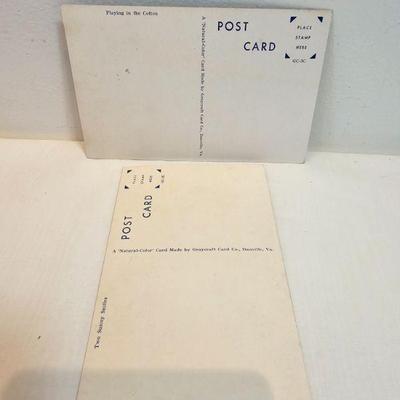 Playing in the Cotton
A 'Natural-Color' Card Made by Graycraft Card Co., Danville, Va.
POST
CARD
PLACE
STAMP
HERE
PLACE
STAMP
HERE
POST
CARD
A 'Natural-Color' Card Made by Graycraft Card Co., Danville, Va.
Two Sunny Smiles